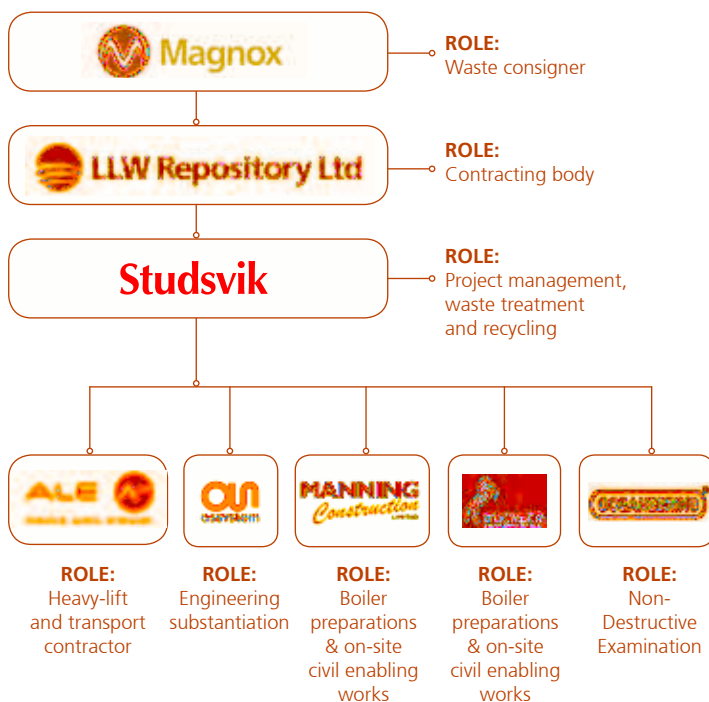 Magnox
ROLE:
Waste consigner
LLW Repository Ltd
ROLE:
Contracting body
Studsvik
ROLE:
Project management,
waste treatment
and recycling
ALE
MANNING
Construction
LIMITED
OCEANEERING
ROLE:
Heavy-lift
and transport
contractor
ROLE:
Engineering
substantiation
ROLE:
Boiler
preparations
& on-site
civil enabling
works
ROLE:
Boiler
preparations
& on-site
civil enabling
works
ROLE:
Non-
Destructive
Examination